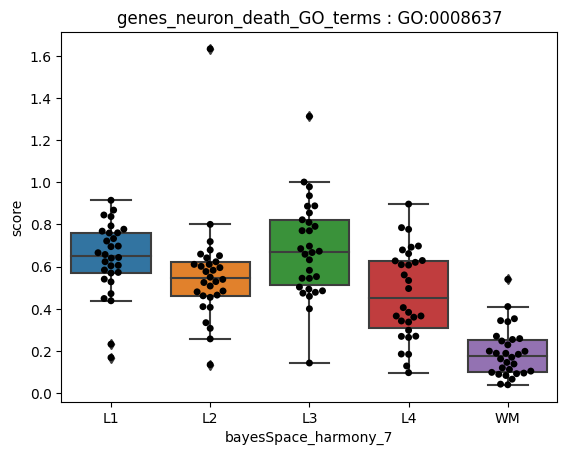 genes_neuron_death_GO_terms : GO:0008637
1.6
1.4
1.2
1.0
0.8
0.6
0.4
0.2
0.0
score
L1 L2 L3 L4 WM
bayesSpace_harmony_7